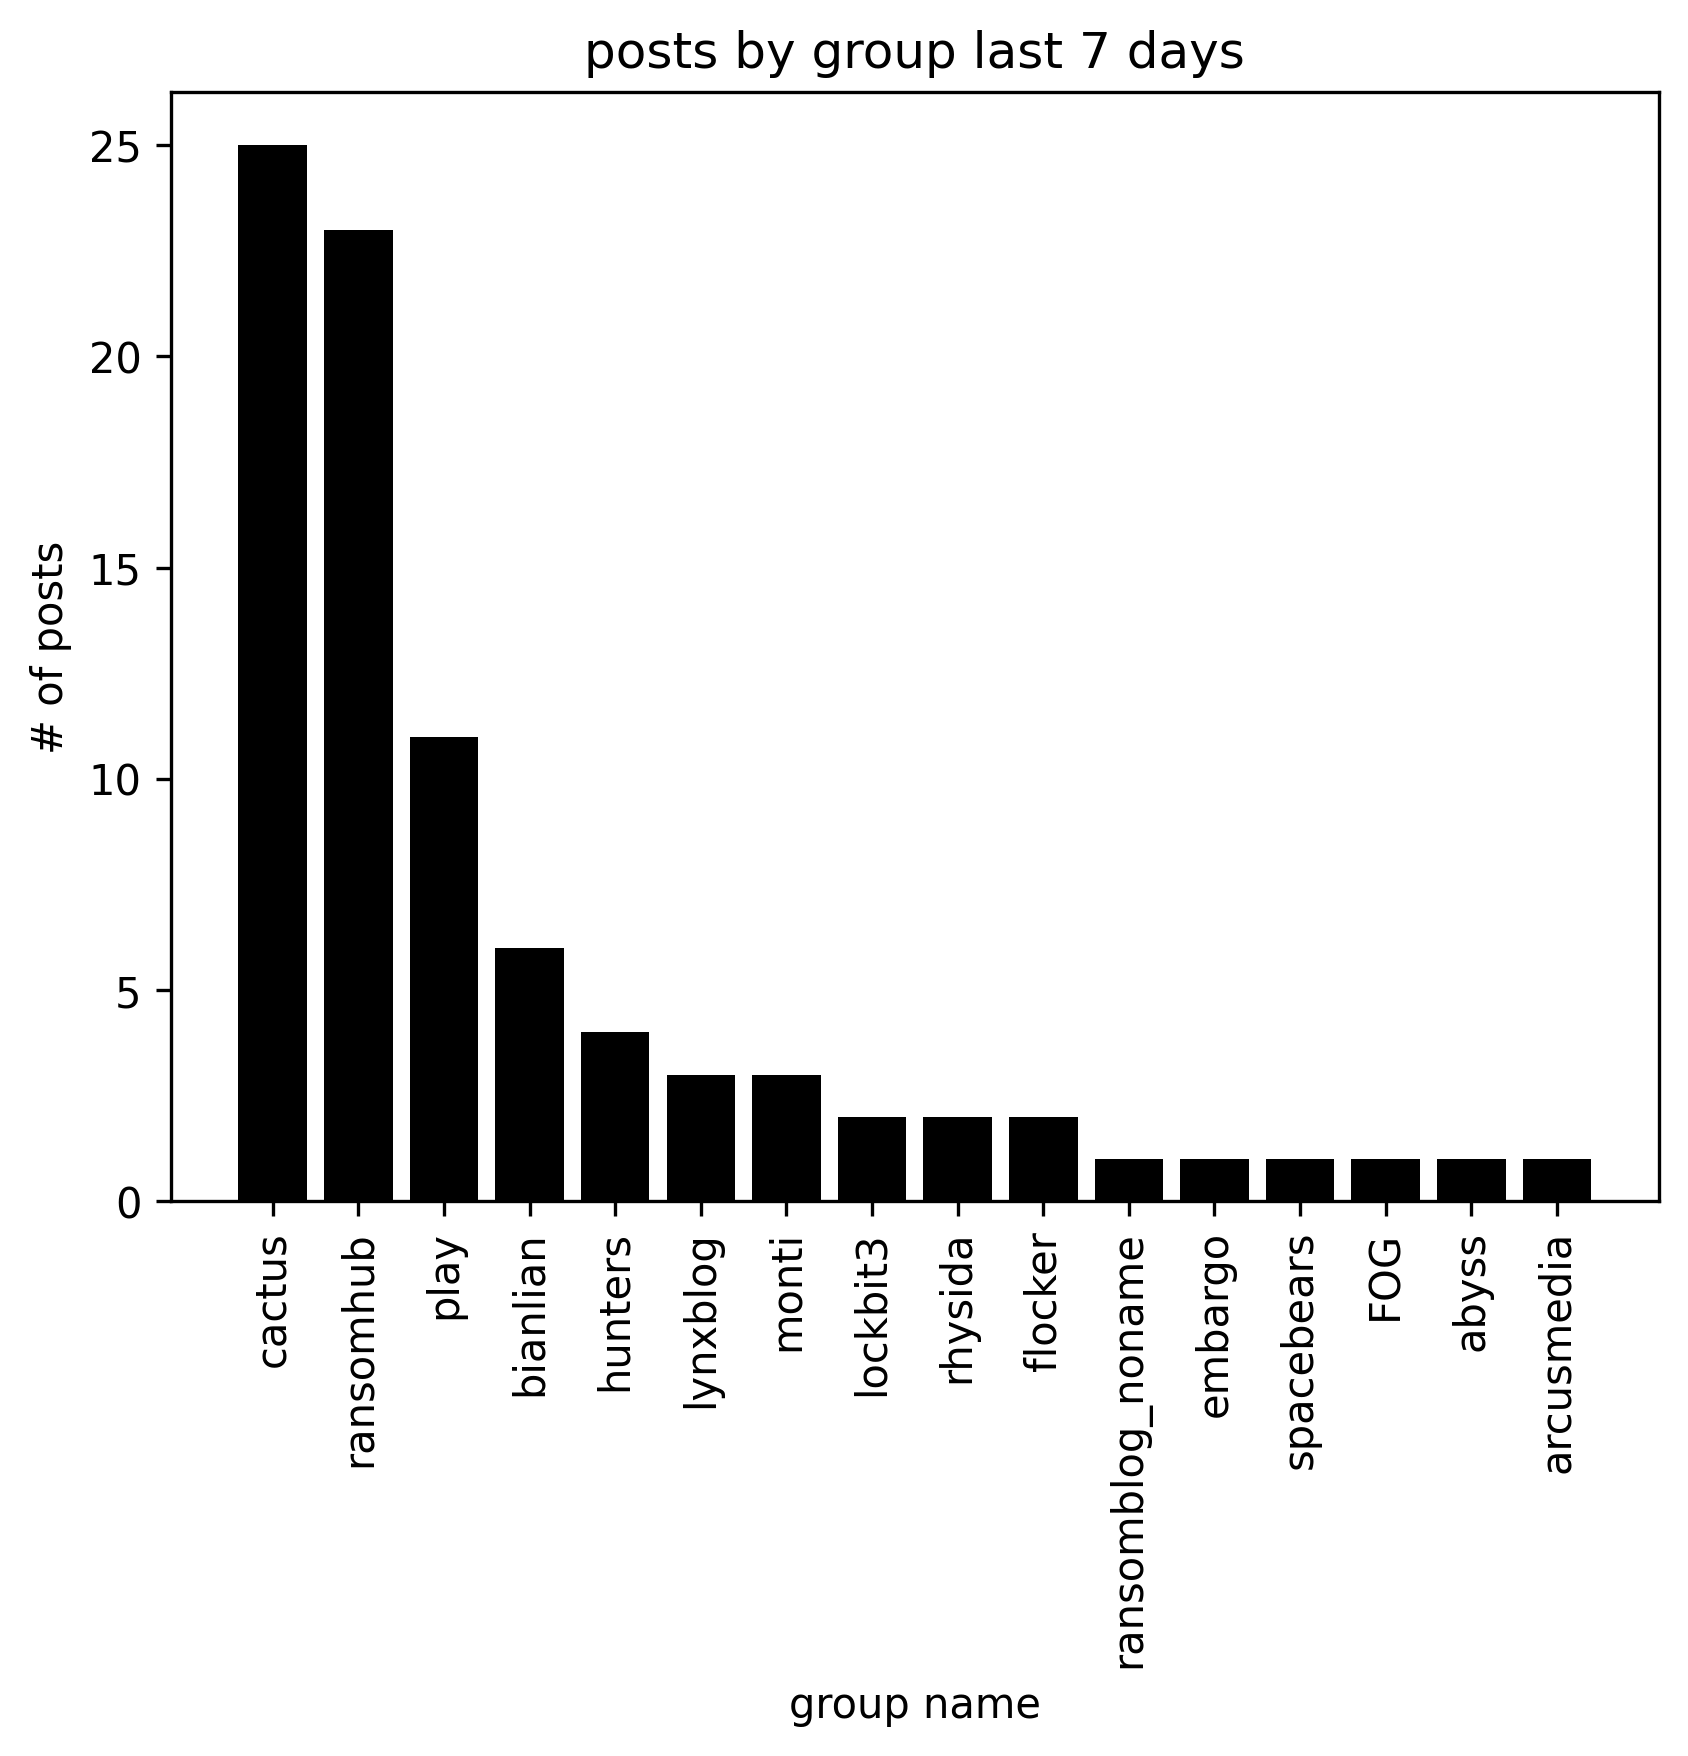 posts by group last 7 days
# of posts
25
20
15
10
5
0
cactus
ransomhub
play
bianlian
hunters
lynxblog
monti
lockbit3
rhysida
flocker
ransomblog_noname
embargo
spacebears
FOG
abyss
arcusmedia
group name